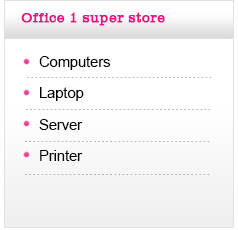 Office 1 super store
Computers
Laptop
Server
Printer